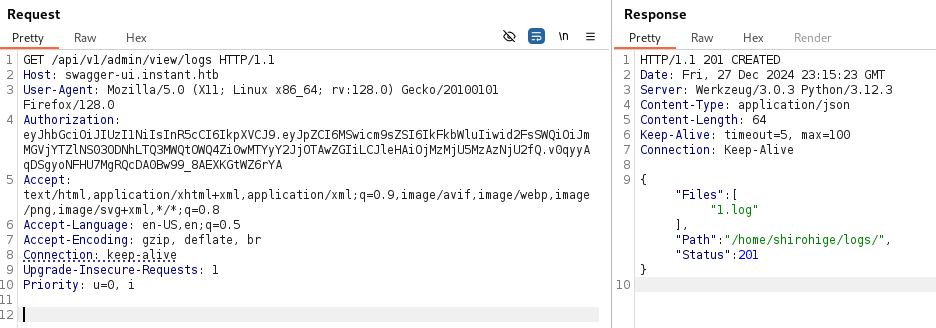 Request
Pretty Raw Hex
\n
1 GET /api/v1/admin/view/logs HTTP/1.1
2 Host: swagger-ui.instant.htb
3 User-Agent: Mozilla/5.0 (X11; Linux x86_64; rv:128.0) Gecko/20100101
Firefox/128.0
4 Authorization:
eyJhbGciOiJIUzI1NiIsInR5cCI6IkpXVCJ9.eyJpZCI6MSwicm9sZSI6IkFkbWluIiwid2FsSWQiOiJm
MGVjYTZlNS03ODNhLTQ3MWQtOWQ4Zi0wMTYyY2JjOTAwZGIiLCJleHAiOjMzMjU5MzAzNjU2fQ.v0qyyA
qDSgyoNFHU7MgRQcDA0Bw99_8AEXKGtWZ6rYA
5 Accept:
text/html,application/xhtml+xml,application/xml;q=0.9,image/avif,image/webp,image
/png,image/svg+xml,*/*;q=0.8
6 Accept-Language: en-US,en;q=0.5
7 Accept-Encoding: gzip, deflate, br
8 Connection: keep-alive
9 Upgrade-Insecure-Requests: 1
10 Priority: u=0, i
11
12
Response
Pretty Raw Hex Render
1 HTTP/1.1 201 CREATED
2 Date: Fri, 27 Dec 2024 23:15:23 GMT
3 Server: Werkzeug/3.0.3 Python/3.12.3
4 Content-Type: application/json
5 Content-Length: 64
6 Keep-Alive: timeout=5, max=100
7 Connection: Keep-Alive
8
9 {
"Files":[
"1.log"
],
"Path":"/home/shirohige/logs/",
"Status":201
}
10